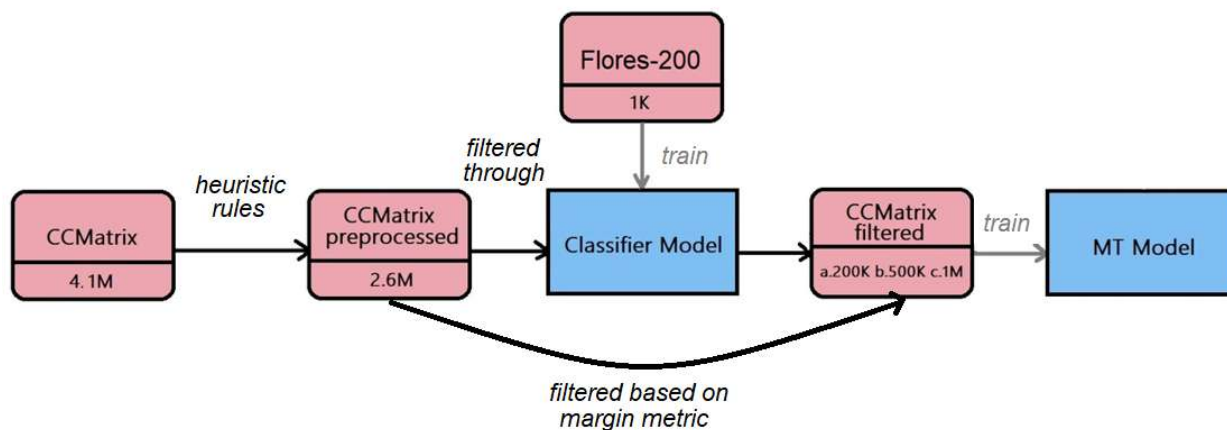 Flores-200
1K
train
filtered
through
heuristic
rules
CCMatrix
4.1M
CCMatrix
preprocessed
2.6M
Classifier Model
CCMatrix
filtered
a.200K b.500K c.1M
train
MT Model
filtered based on
margin metric